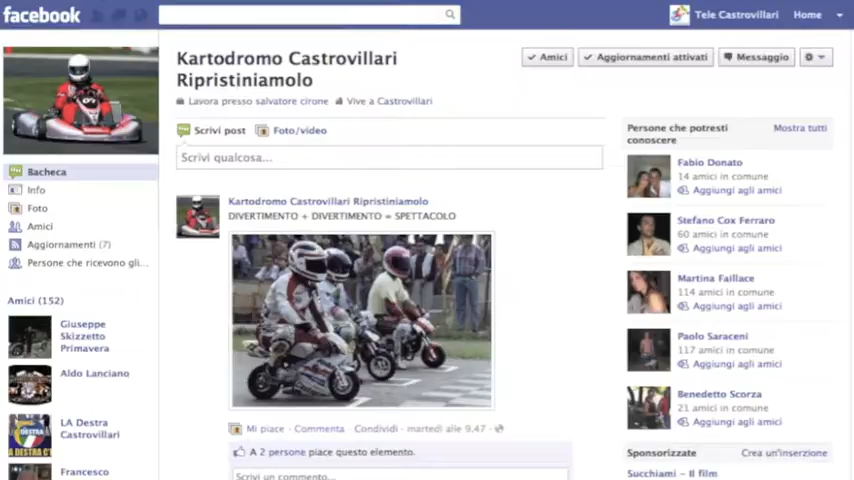 facebook
Tele Castrovillari
Home
Kartodromo Castrovillari
Ripristiniamolo
Amici
Aggiornamenti attivati
Messaggio
Lavora presso salvatore cirone
Vive a Castrovillari
Scrivi post
Foto/video
Scrivi qualcosa...
Bacheca
Info
Foto
Amici
Aggiornamenti (7)
Persone che ricevono gli...
Amici (152)
Giuseppe
Skizzetto
Primavera
Aldo Lanciano
LA Destra
Castrovillari
Francesco
Kartodromo Castrovillari Ripristiniamolo
DIVERTIMENTO + DIVERTIMENTO = SPETTACOLO
Mi piace · Commenta · Condividi · martedì alle 9.47 ·
A 2 persone piace questo elemento.
Scrivi un commento...
Persone che potresti
conoscere
Mostra tutti
Fabio Donato
14 amici in comune
Aggiungi agli amici
Stefano Cox Ferraro
60 amici in comune
Aggiungi agli amici
Martina Faillace
114 amici in comune
Aggiungi agli amici
Paolo Saraceni
117 amici in comune
Aggiungi agli amici
Benedetto Scorza
21 amici in comune
Aggiungi agli amici
Sponsorizzate
Crea un'inserzione
Succhiami - Il film